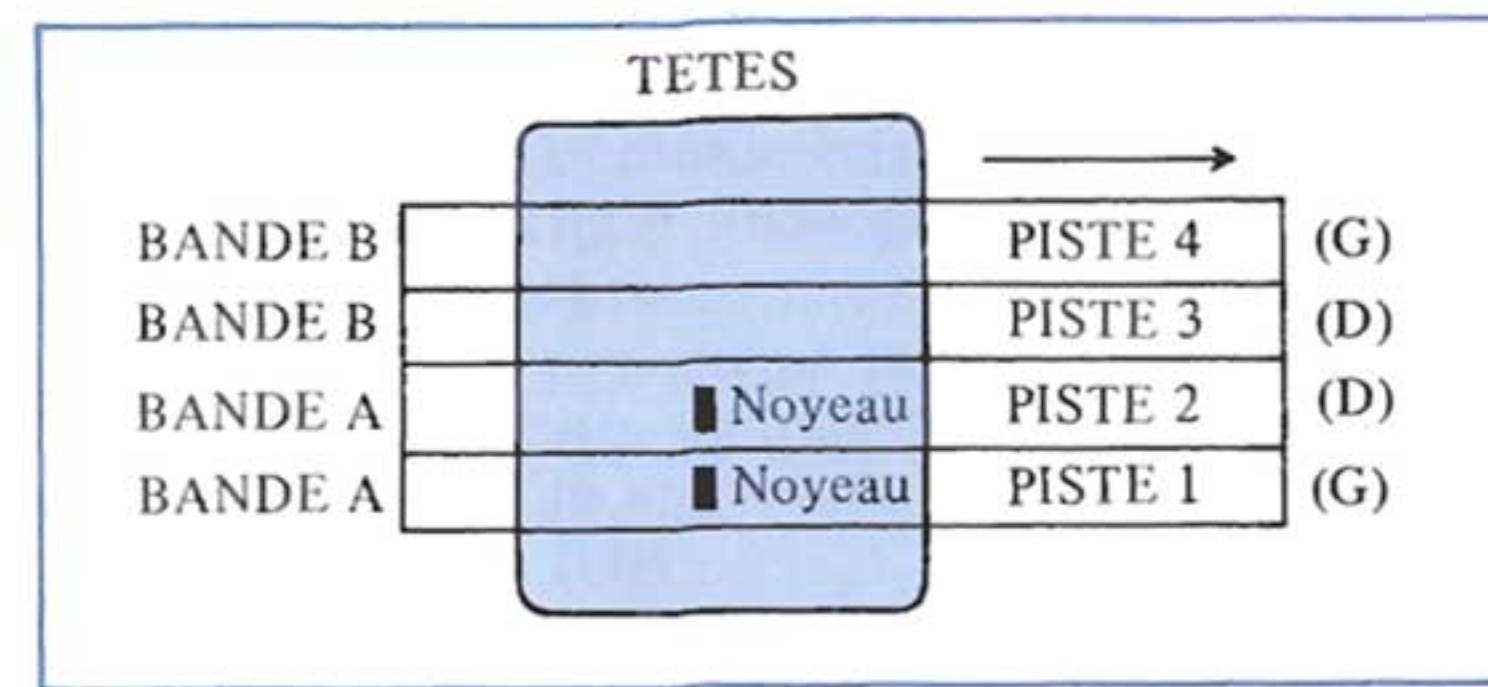 TETES
BANDE B PISTE 4 (G)
BANDE B PISTE 3 (D)
BANDE A Noyeau PISTE 2 (D)
BANDE A Noyeau PISTE 1 (G)